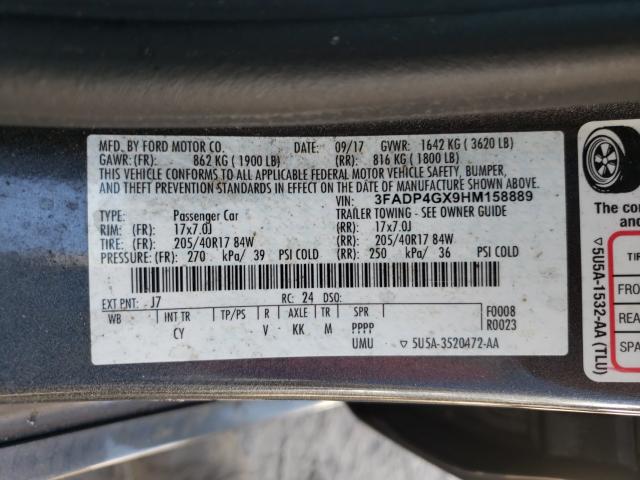 MFD. BY FORD MOTOR CO. DATE: 09/17 GVWR: 1642 KG ( 3620 LB)
GAWR:(FR): 862 KG ( 1900 LB) (RR): 816 KG ( 1800 LB)
THIS VEHICLE CONFORMS TO ALL APPLICABLE FEDERAL MOTOR VEHICLE SAFETY, BUMPER,
AND THEFT PREVENTION STANDARDS IN EFFECT ON THE DATE OF MANUFACTURE SHOWN ABOVE.
VIN: 3FADP4GX9HM158889
TYPE: Passenger Car TRAILER TOWING - SEE OWNER GUIDE
RIM: (FR) 17x7.0J (RR) 17x7.0J
TIRE: (FR) 205/40R17 84W (RR) 205/40R17 84W
PRESSURE: (FR) 270 kPa/ 39 PSI COLD (RR) 250 kPa/ 36 PSI COLD
EXT PNT: J7 RC: 24 DSO:
WB INT TR TP/PS R AXLE TR SPR F0008
CY V KK M PPPP R0023
UMU ▽ 5U5A-3520472-AA
The co
and
TIR
FRO
REA
SPA
▽ 5U5A-1532-AA (TLU)